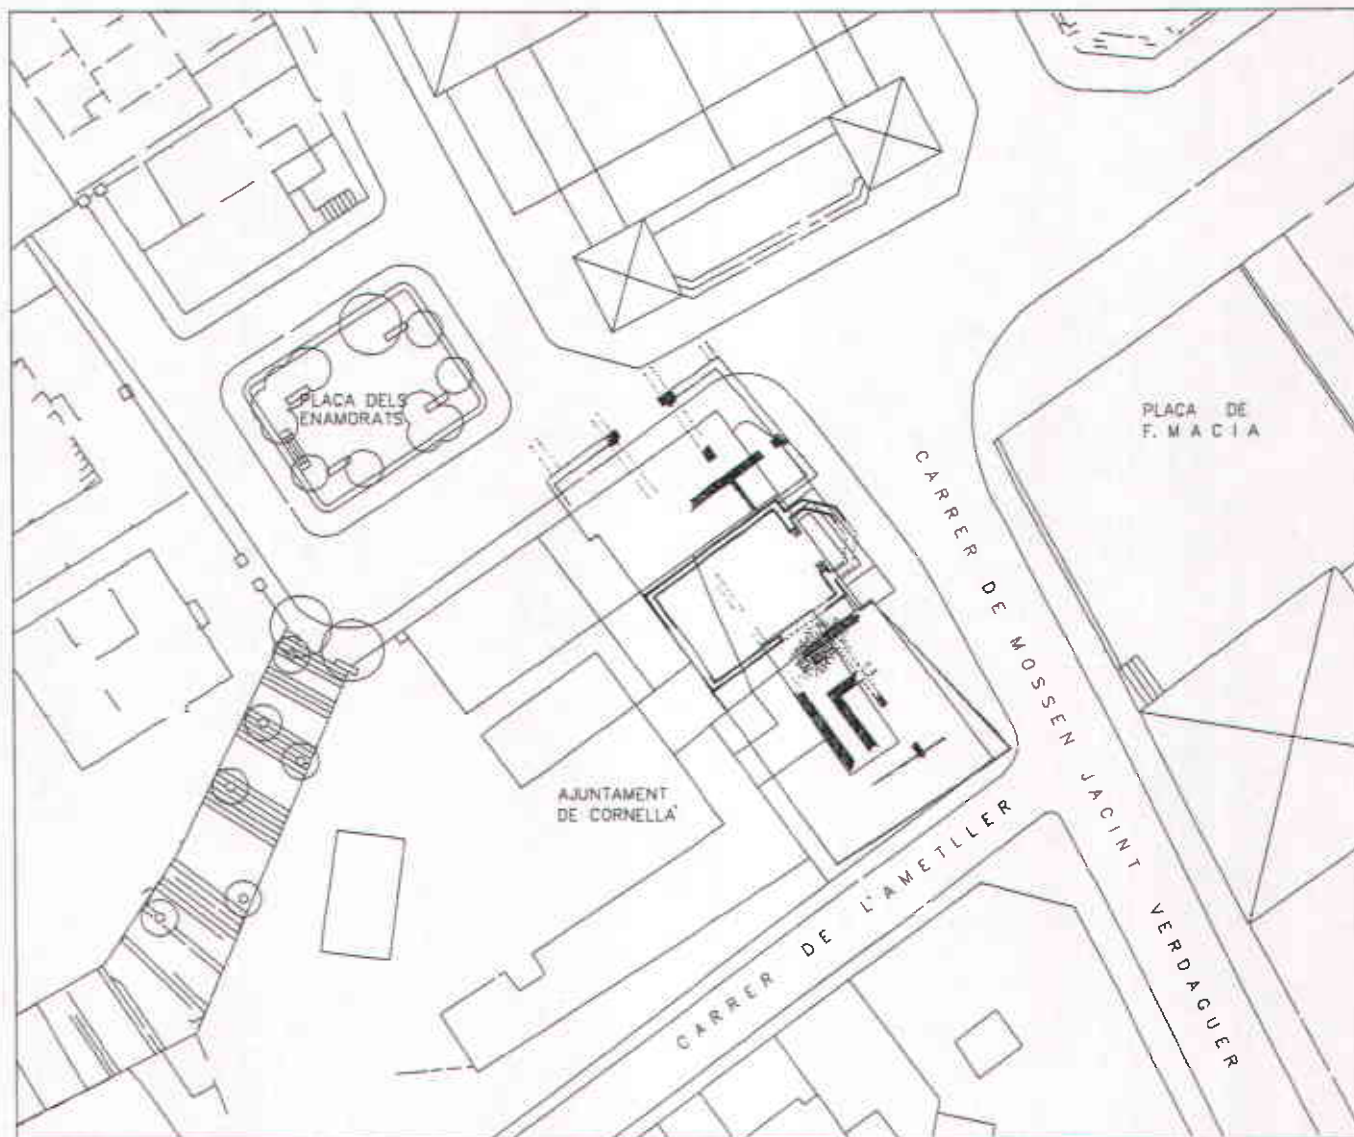 PLACA DELS
ENAMORATS
PLACA DE
F. MACIA
CARRER DE MOSSEN JACINT VERDAGUER
AJUNTAMENT
DE CORNELLA'
CARRER DE L'AMETLLER